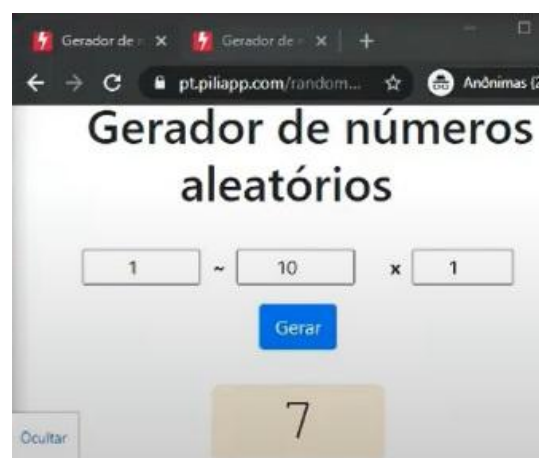 Gerador de n × Gerador de n × +
pt.piliapp.com/random... Anônimas (2
Gerador de números
aleatórios
1 ~ 10 x 1
Gerar
7
Ocultar